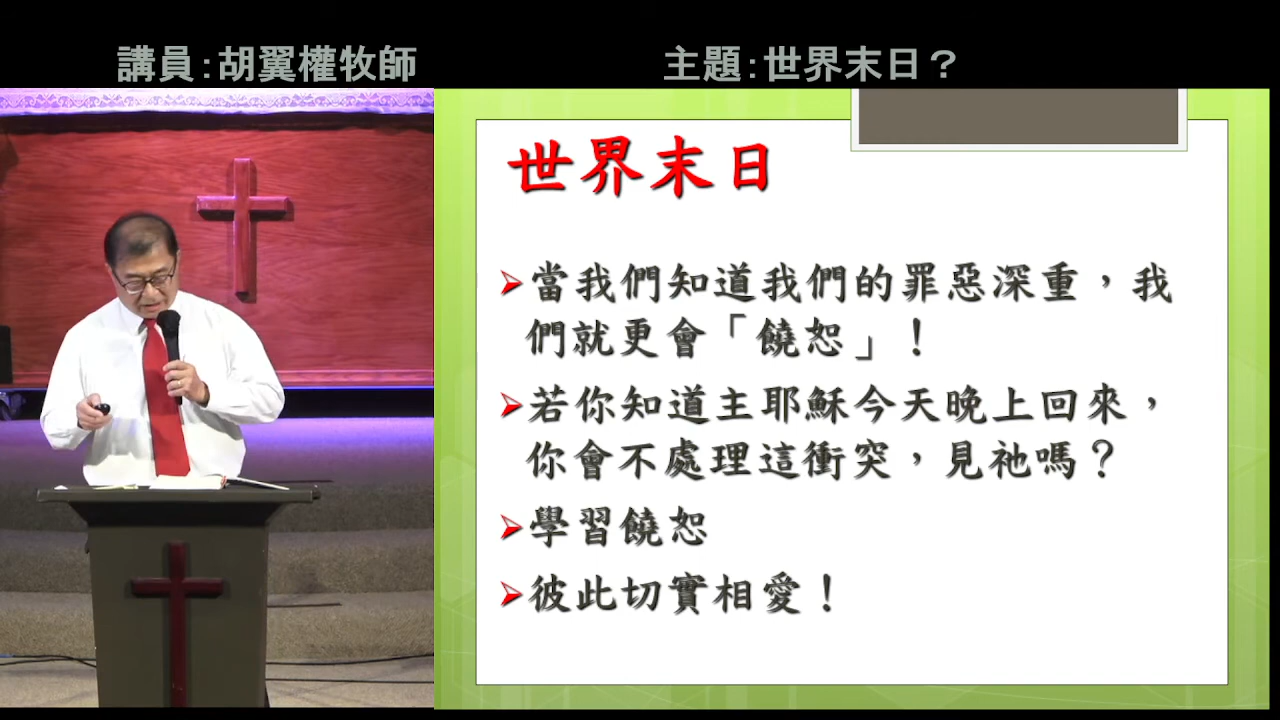 講員:胡翼權牧師
主題:世界末日？
世界末日
當我們知道我們的罪惡深重，我
們就更會「饒恕」！
若你知道主耶穌今天晚上回來，
你會不處理這衝突，見祂嗎？
學習饒恕
彼此切實相愛！